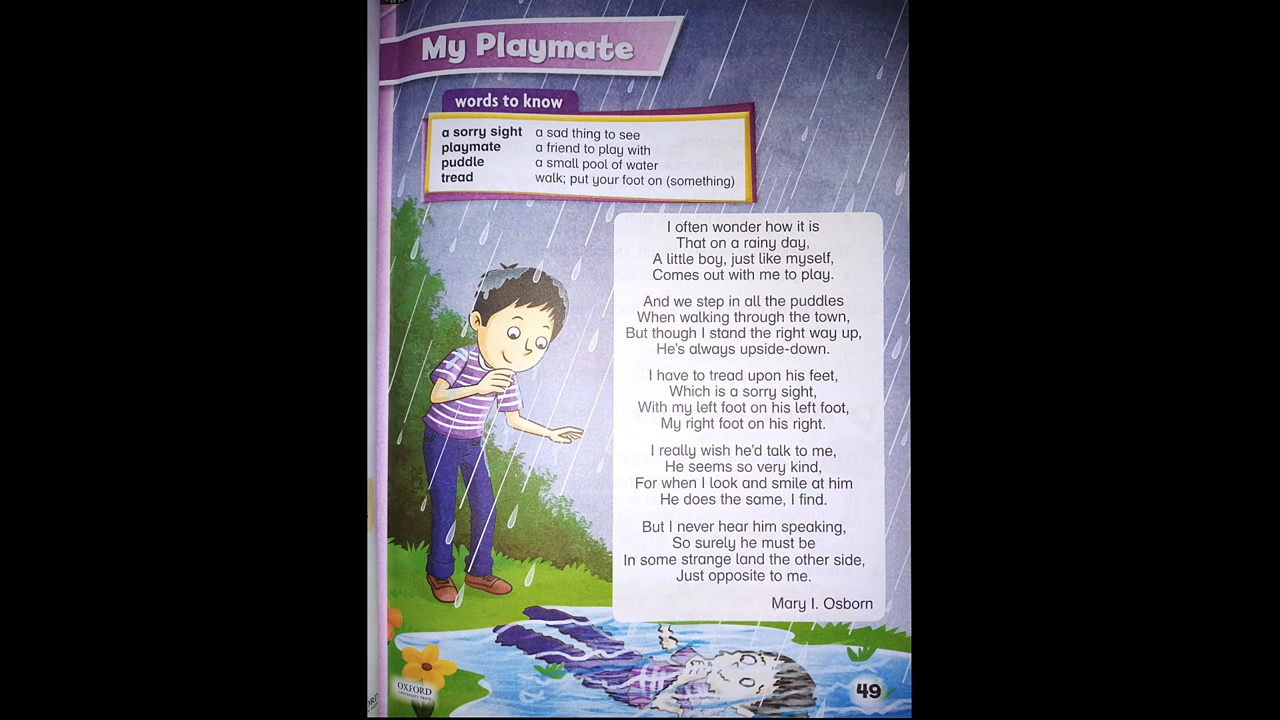 My Playmate
words to know
a sorry sight a sad thing to see
playmate a friend to play with
puddle a small pool of water
tread walk; put your foot on (something)
I often wonder how it is
That on a rainy day,
A little boy, just like myself,
Comes out with me to play.
And we step in all the puddles
When walking through the town,
But though I stand the right way up,
He's always upside-down.
I have to tread upon his feet,
Which is a sorry sight,
With my left foot on his left foot,
My right foot on his right.
I really wish he'd talk to me,
He seems so very kind,
For when I look and smile at him
He does the same, I find.
But I never hear him speaking,
So surely he must be
In some strange land the other side,
Just opposite to me.
Mary I. Osborn
OXFORD
UNIVERSITY PRESS
49